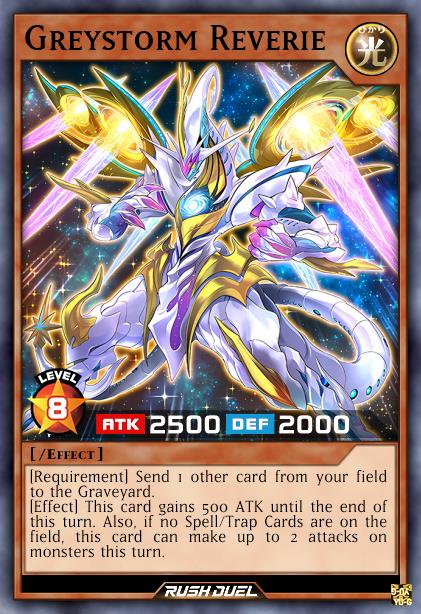 Greystorm Reverie
ひかり
光
LEVEL
8
ATK 2500 DEF 2000
[ /Effect ]
[Requirement] Send 1 other card from your field
to the Graveyard.
[Effect] This card gains 500 ATK until the end of
this turn. Also, if no Spell/Trap Cards are on the
field, this card can make up to 2 attacks on
monsters this turn.
RUSH DUEL